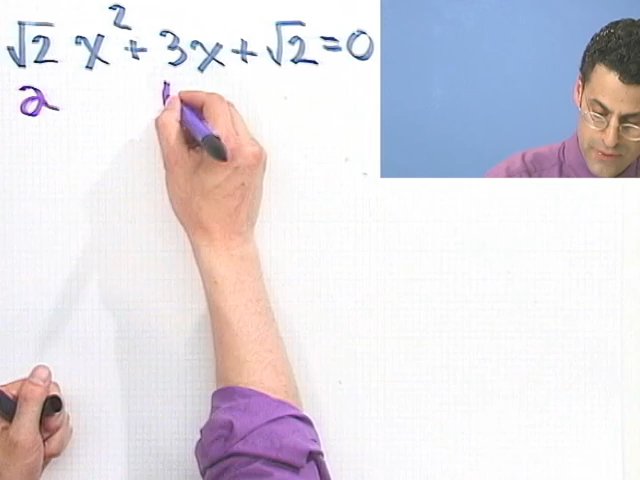 √2 x² + 3x + √2 = 0
a